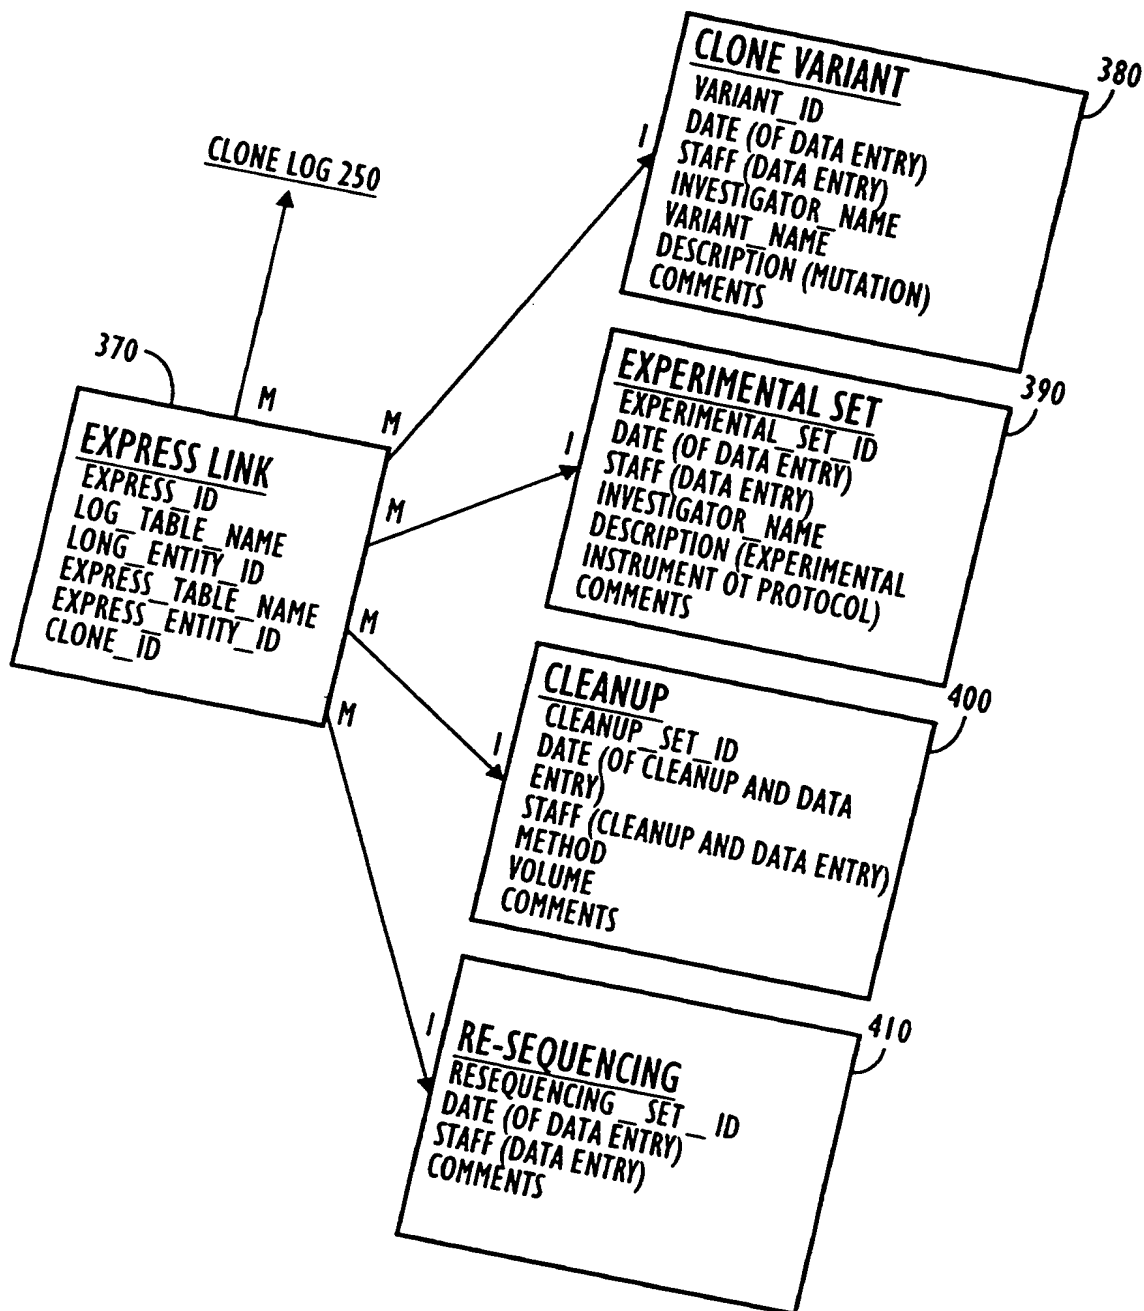 CLONE LOG 250
370
M
EXPRESS LINK
EXPRESS_ID
LOG_TABLE_NAME
LONG_ENTITY_ID
EXPRESS_TABLE_NAME
EXPRESS_ENTITY_ID
CLONE_ID
M
1
380
CLONE VARIANT
VARIANT_ID
DATE (OF DATA ENTRY)
STAFF (DATA ENTRY)
INVESTIGATOR_NAME
VARIANT_NAME
DESCRIPTION (MUTATION)
COMMENTS
M
1
390
EXPERIMENTAL SET
EXPERIMENTAL_SET_ID
DATE (OF DATA ENTRY)
STAFF (DATA ENTRY)
INVESTIGATOR_NAME
DESCRIPTION (EXPERIMENTAL
INSTRUMENT OT PROTOCOL)
COMMENTS
M
1
400
CLEANUP
CLEANUP_SET_ID
DATE (OF CLEANUP AND DATA
ENTRY)
STAFF (CLEANUP AND DATA ENTRY)
METHOD
VOLUME
COMMENTS
M
1
410
RE-SEQUENCING
RESEQUENCING_SET_ID
DATE (OF DATA ENTRY)
STAFF (DATA ENTRY)
COMMENTS